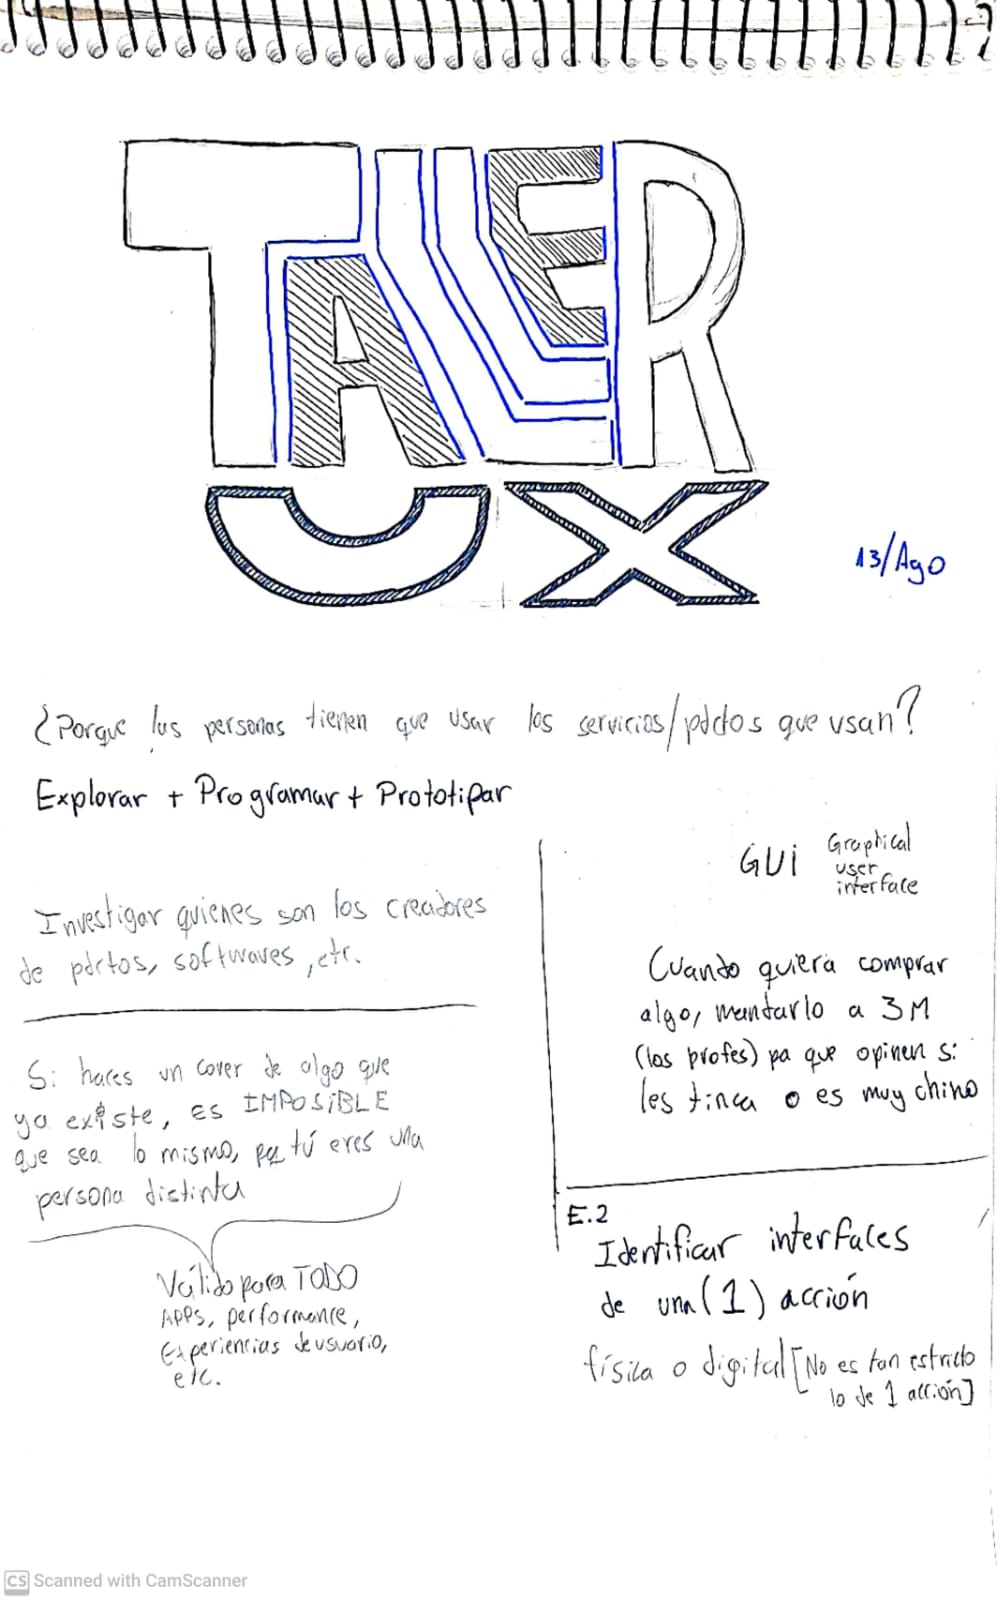 TALLER
UX
13/Ago
¿Porque las personas tienen que usar los servicios/pdctos que usan?
Explorar + Programar + Prototipar
Investigar quienes son los creadores
de pdctos, softwares, etc.
Si haces un cover de algo que
ya existe, es IMPOSiBLE
que sea lo mismo, pq tú eres una
persona distinta
Válido para TODO
APPS, performance,
Experiencias de usuario,
etc.
GUi Graphical
user
interface
Cuando quiera comprar
algo, mandarlo a 3M
(los profes) pa que opinen si
les tinca o es muy chino
E.2
Identificar interfaces
de una (1) acción
física o digital [No es tan estricto
lo de 1 acción]
CS Scanned with CamScanner